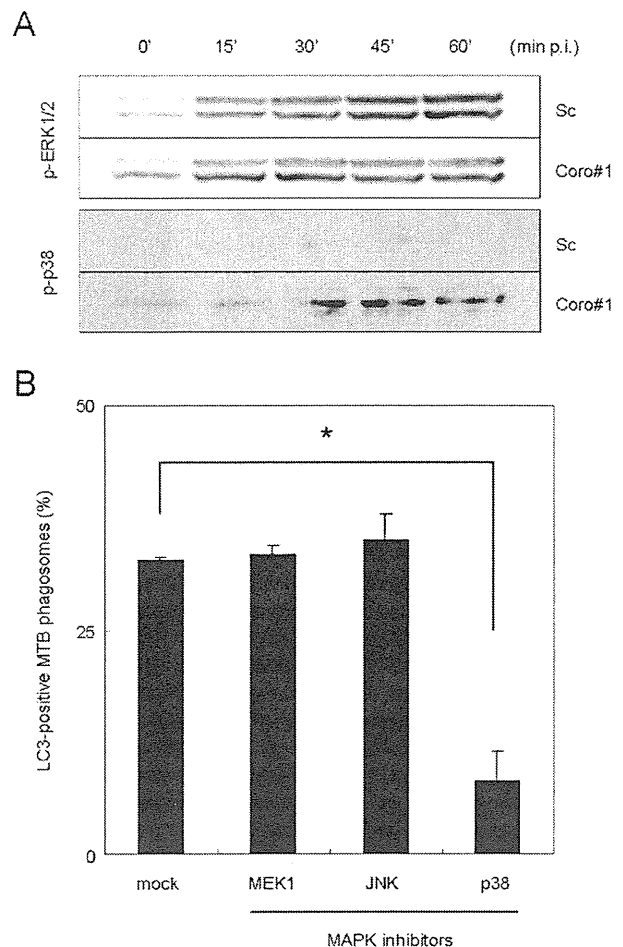 A
0' 15' 30' 45' 60' (min p.i.)
p-ERK1/2
Sc
Coro#1
p-p38
Sc
Coro#1
B
LC3-positive MTB phagosomes (%)
50
25
0
*
mock MEK1 JNK p38
MAPK inhibitors